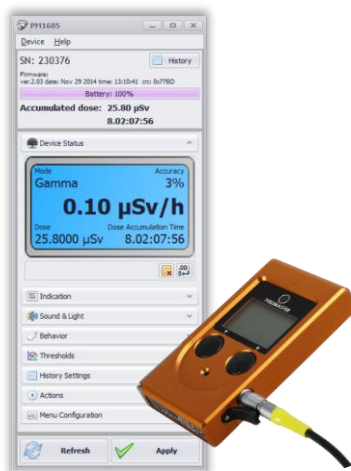 PM1605
Device Help
SN: 230376
History
Firmware:
ver.2.03 date: Nov 29 2014 time: 13:10:41 crc: 0x77BD
Battery: 100%
Accumulated dose: 25.80 μSv
8.02:07:56
Device Status
Mode Accuracy
Gamma 3%
0.10 μSv/h
Dose Dose Accumulation Time
25.8000 μSv 8.02:07:56
Indication
Sound & Light
Behavior
Thresholds
History Settings
Actions
Menu Configuration
Refresh Apply
POLIMASTER